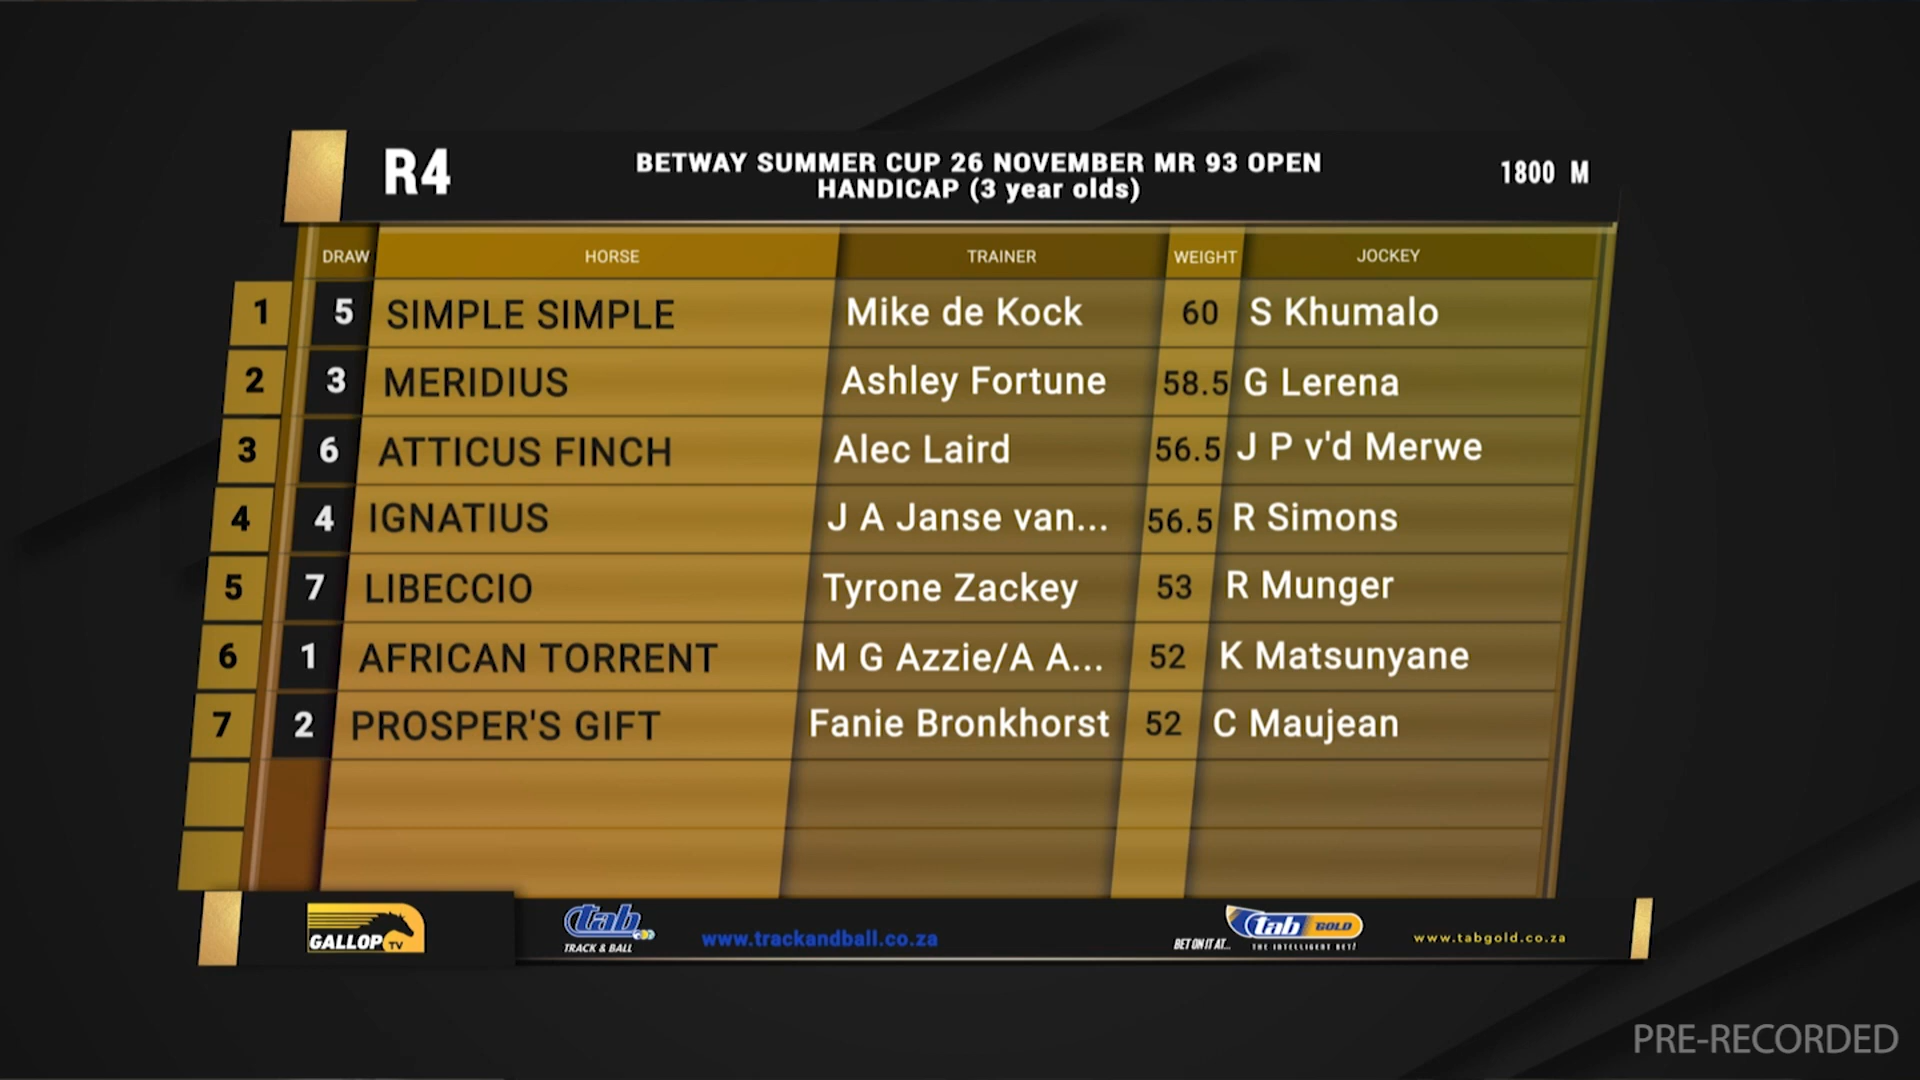 R4
BETWAY SUMMER CUP 26 NOVEMBER MR 93 OPEN
HANDICAP (3 year olds)
1800 M
DRAW HORSE TRAINER WEIGHT JOCKEY
1 5 SIMPLE SIMPLE Mike de Kock 60 S Khumalo
2 3 MERIDIUS Ashley Fortune 58.5 G Lerena
3 6 ATTICUS FINCH Alec Laird 56.5 J P v'd Merwe
4 4 IGNATIUS J A Janse van... 56.5 R Simons
5 7 LIBECCIO Tyrone Zackey 53 R Munger
6 1 AFRICAN TORRENT M G Azzie/A A... 52 K Matsunyane
7 2 PROSPER'S GIFT Fanie Bronkhorst 52 C Maujean
GALLOP TV
tab
TRACK & BALL
www.trackandball.co.za
BET ON IT AT...
tab GOLD
THE INTELLIGENT BET!
www.tabgold.co.za
PRE-RECORDED